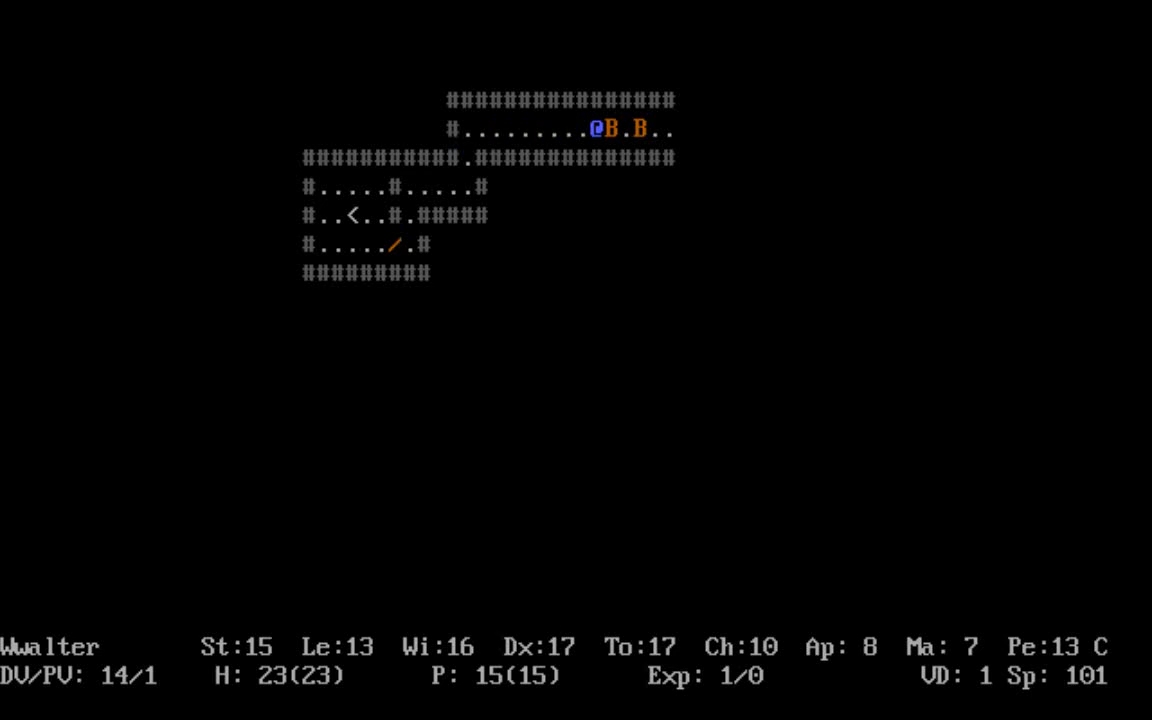 ################
#.........@B.B..
###########.##############
#.....#.....#
#..<..#.#####
#...../.#
#########
Wwalter St:15 Le:13 Wi:16 Dx:17 To:17 Ch:10 Ap: 8 Ma: 7 Pe:13 C
DV/PV: 14/1 H: 23(23) P: 15(15) Exp: 1/0 VD: 1 Sp: 101